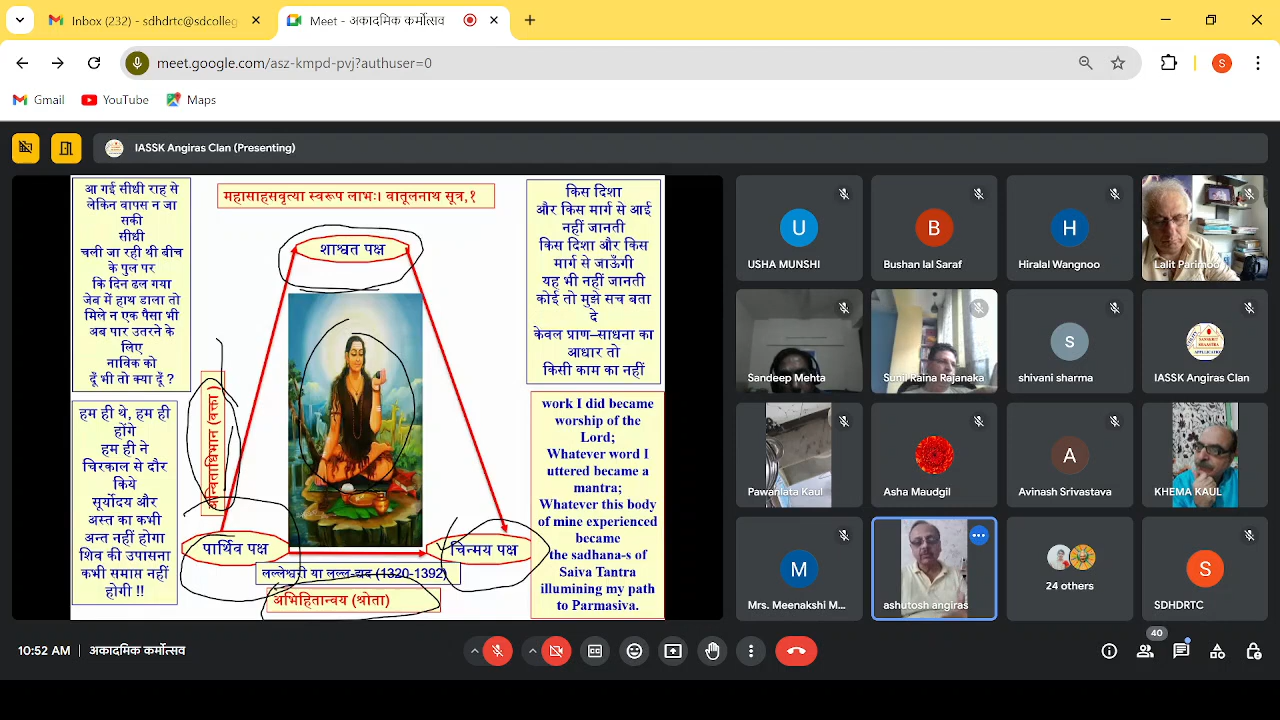 Inbox (232) - sdhdrtc@sdcolleg
Meet - अकादमिक कर्मोत्सव
meet.google.com/asz-kmpd-pvj?authuser=0
Gmail
YouTube
Maps
IASSK Angiras Clan (Presenting)
आ गई सीधी राह से
लेकिन वापस न जा
सकी
सीधी
चली जा रही थी बीच
के पुल पर
कि दिन ढल गया
जेब में हाथ डाला तो
मिले न एक पैसा भी
अब पार उतरने के
लिए
नाविक को
दूँ भी तो क्या दूँ ?
हम ही थे, हम ही
होंगे
हम ही ने
चिरकाल से दौर
किये
सूर्योदय और
अस्त का कभी
अन्त नहीं होगा
शिव की उपासना
कभी समाप्त नहीं
होगी !!
महासाहसवृत्या स्वरूप लाभः। वातूलनाथ सूत्र,१
शाश्वत पक्ष
(वक्ता)
पार्थिव पक्ष
चिन्मय पक्ष
लल्लेश्वरी या लल्ल-द्यद (1320-1392)
अभिहितान्वय (श्रोता)
किस दिशा
और किस मार्ग से आई
नहीं जानती
किस दिशा और किस
मार्ग से जाऊँगी
यह भी नहीं जानती
कोई तो मुझे सच बता
दे
केवल प्राण–साधना का
आधार तो
किसी काम का नहीं
work I did became
worship of the
Lord;
Whatever word I
uttered became a
mantra;
Whatever this body
of mine experienced
became
the sadhana-s of
Saiva Tantra
illumining my path
to Parmasiva.
U
USHA MUNSHI
B
Bushan lal Saraf
H
Hiralal Wangnoo
Lalit Parimoo
Sandeep Mehta
Sunil Raina Rajanaka
S
shivani sharma
IASSK Angiras Clan
Pawanlata Kaul
Asha Maudgil
A
Avinash Srivastava
KHEMA KAUL
M
Mrs. Meenakshi M...
ashutosh angiras
24 others
S
SDHDRTC
10:52 AM | अकादमिक कर्मोत्सव
40